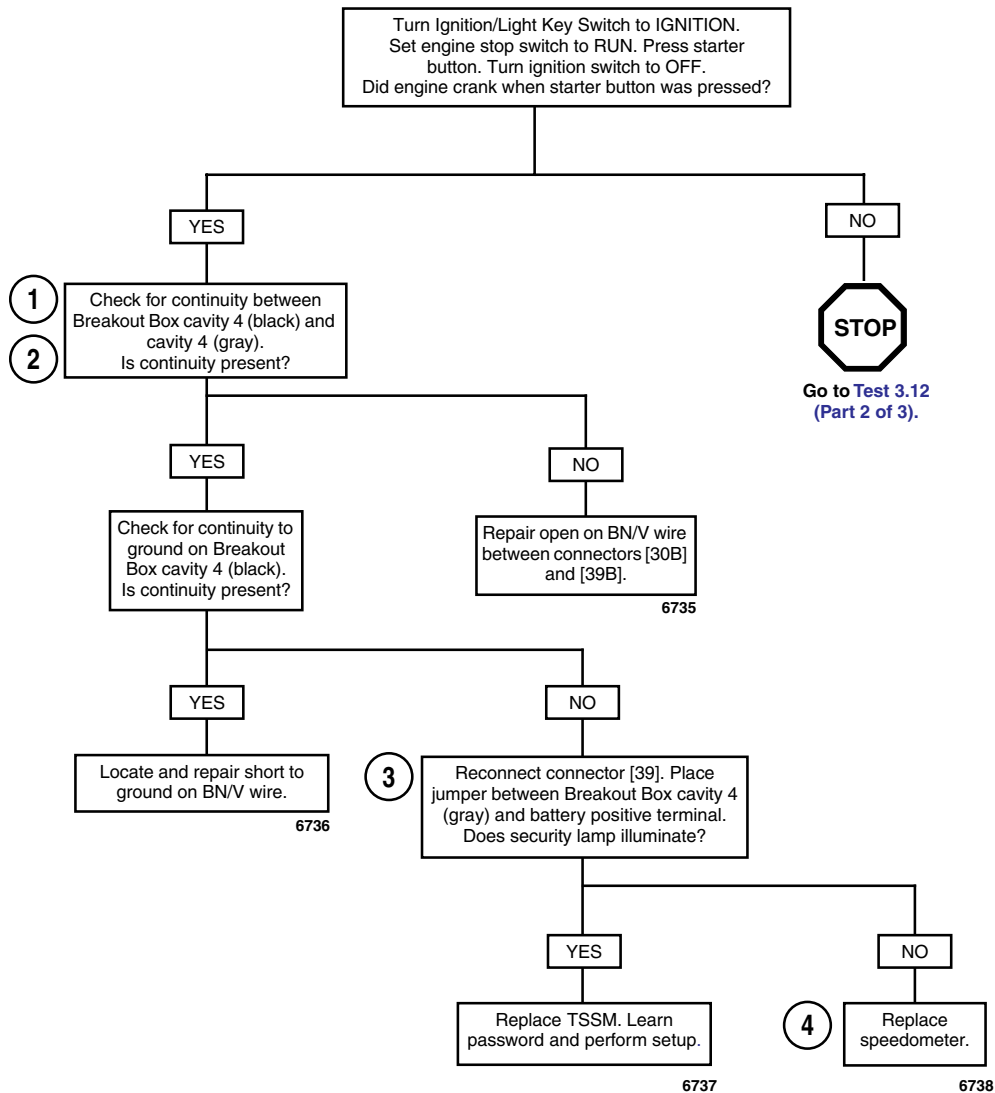 Turn Ignition/Light Key Switch to IGNITION.
Set engine stop switch to RUN. Press starter
button. Turn ignition switch to OFF.
Did engine crank when starter button was pressed?
YES
NO
1
2
Check for continuity between
Breakout Box cavity 4 (black) and
cavity 4 (gray).
Is continuity present?
STOP
Go to Test 3.12
(Part 2 of 3).
YES
NO
Check for continuity to
ground on Breakout
Box cavity 4 (black).
Is continuity present?
Repair open on BN/V wire
between connectors [30B]
and [39B].
6735
YES
NO
Locate and repair short to
ground on BN/V wire.
6736
3
Reconnect connector [39]. Place
jumper between Breakout Box cavity 4
(gray) and battery positive terminal.
Does security lamp illuminate?
YES
NO
Replace TSSM. Learn
password and perform setup.
6737
4
Replace
speedometer.
6738